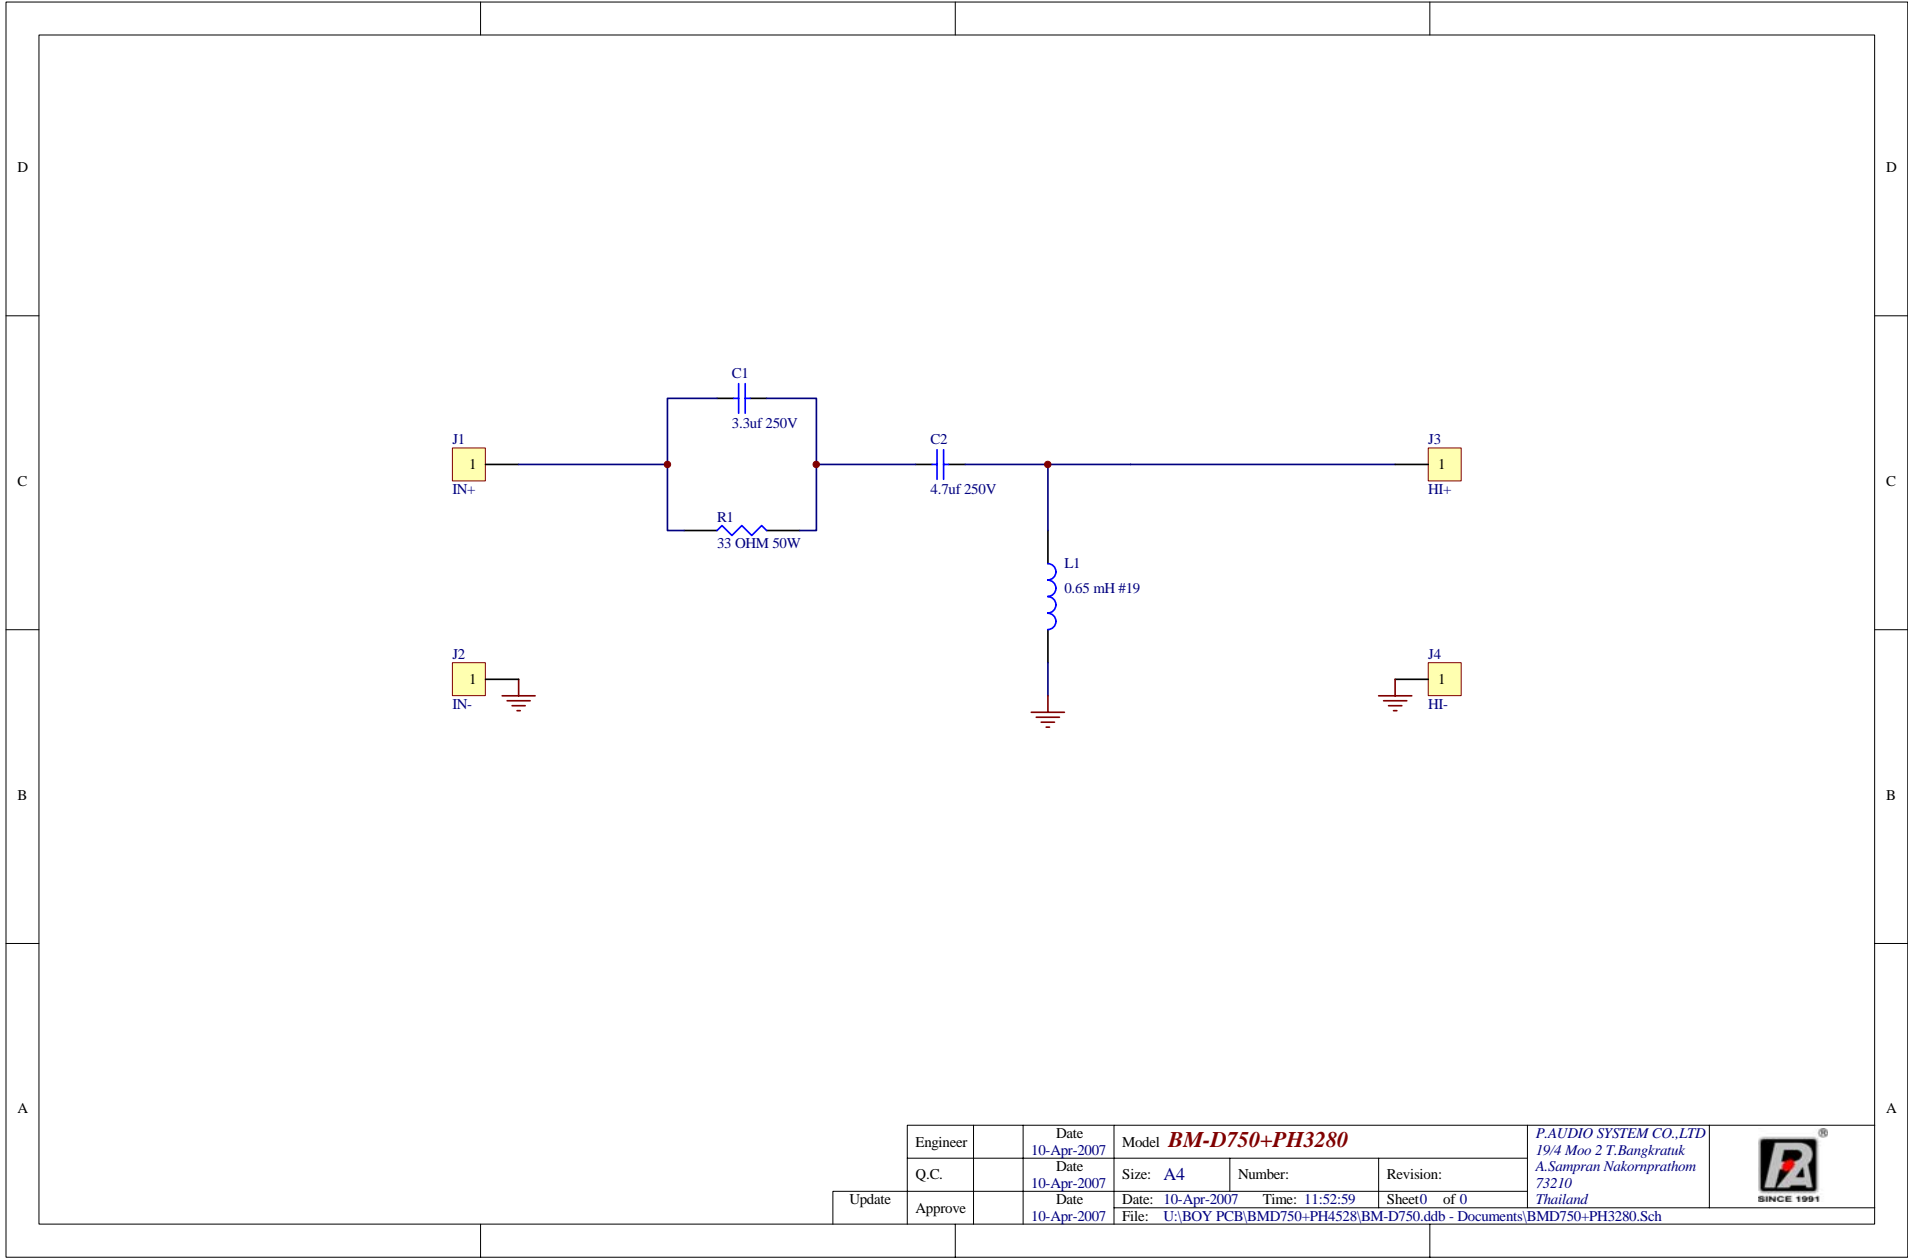 D
D
C1
3.3uf 250V
J1
1
IN+
C2
4.7uf 250V
J3
1
HI+
C
C
R1
33 OHM 50W
L1
0.65 mH #19
J2
1
IN-
J4
1
HI-
B
B
A
A
Engineer
Date
10-Apr-2007
Model BM-D750+PH3280
P.AUDIO SYSTEM CO.,LTD
19/4 Moo 2 T.Bangkratuk
A.Sampran Nakornprathom
73210
Thailand
Q.C.
Date
10-Apr-2007
Size: A4
Number:
Revision:
Update
Approve
Date
10-Apr-2007
Date: 10-Apr-2007 Time: 11:52:59 Sheet0 of 0
File: U:\BOY PCB\BMD750+PH4528\BM-D750.ddb - Documents\BMD750+PH3280.Sch
PA ®
SINCE 1991